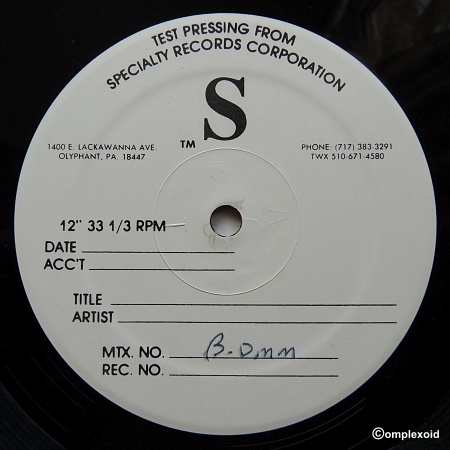 TEST PRESSING FROM
SPECIALTY RECORDS CORPORATION
S
TM
1400 E. LACKAWANNA AVE.
OLYPHANT, PA. 18447
PHONE: (717) 383-3291
TWX 510-671-4580
12" 33 1/3 RPM
DATE
ACC'T
TITLE
ARTIST
MTX. NO.
REC. NO.
©omplexoid